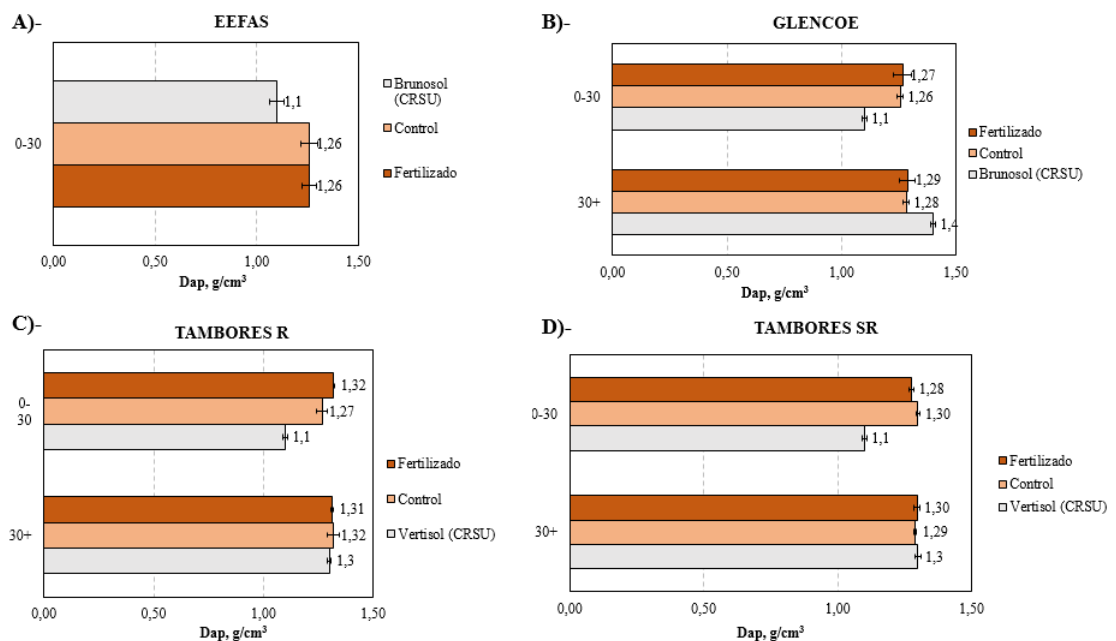 A)-
EEFAS
0-30
1,1
1,26
1,26
Brunosol
(CRSU)
Control
Fertilizado
0,00 0,50 1,00 1,50
Dap, g/cm³
B)-
GLENCOE
0-30
1,27
1,26
1,1
30+
1,29
1,28
1,4
Fertilizado
Control
Brunosol (CRSU)
0,00 0,50 1,00 1,50
Dap, g/cm³
C)-
TAMBORES R
0-
30
1,32
1,27
1,1
30+
1,31
1,32
1,3
Fertilizado
Control
Vertisol (CRSU)
0,00 0,50 1,00 1,50
Dap, g/cm³
D)-
TAMBORES SR
0-30
1,28
1,30
1,1
30+
1,30
1,29
1,3
Fertilizado
Control
Vertisol (CRSU)
0,00 0,50 1,00 1,50
Dap, g/cm³